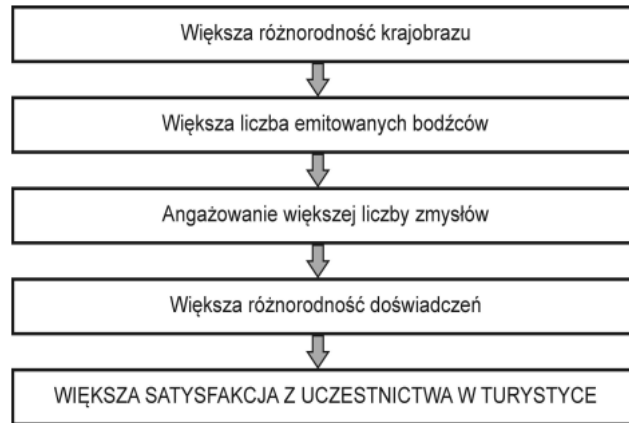 Większa różnorodność krajobrazu
Większa liczba emitowanych bodźców
Angażowanie większej liczby zmysłów
Większa różnorodność doświadczeń
WIĘKSZA SATYSFAKCJA Z UCZESTNICTWA W TURYSTYCE